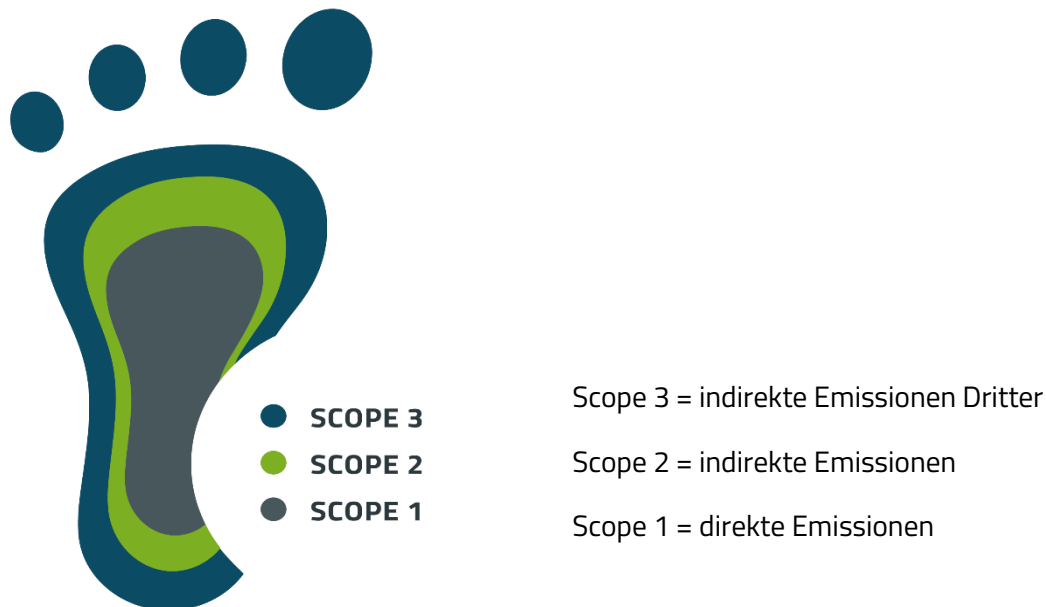 SCOPE 3
SCOPE 2
SCOPE 1
Scope 3 = indirekte Emissionen Dritter
Scope 2 = indirekte Emissionen
Scope 1 = direkte Emissionen